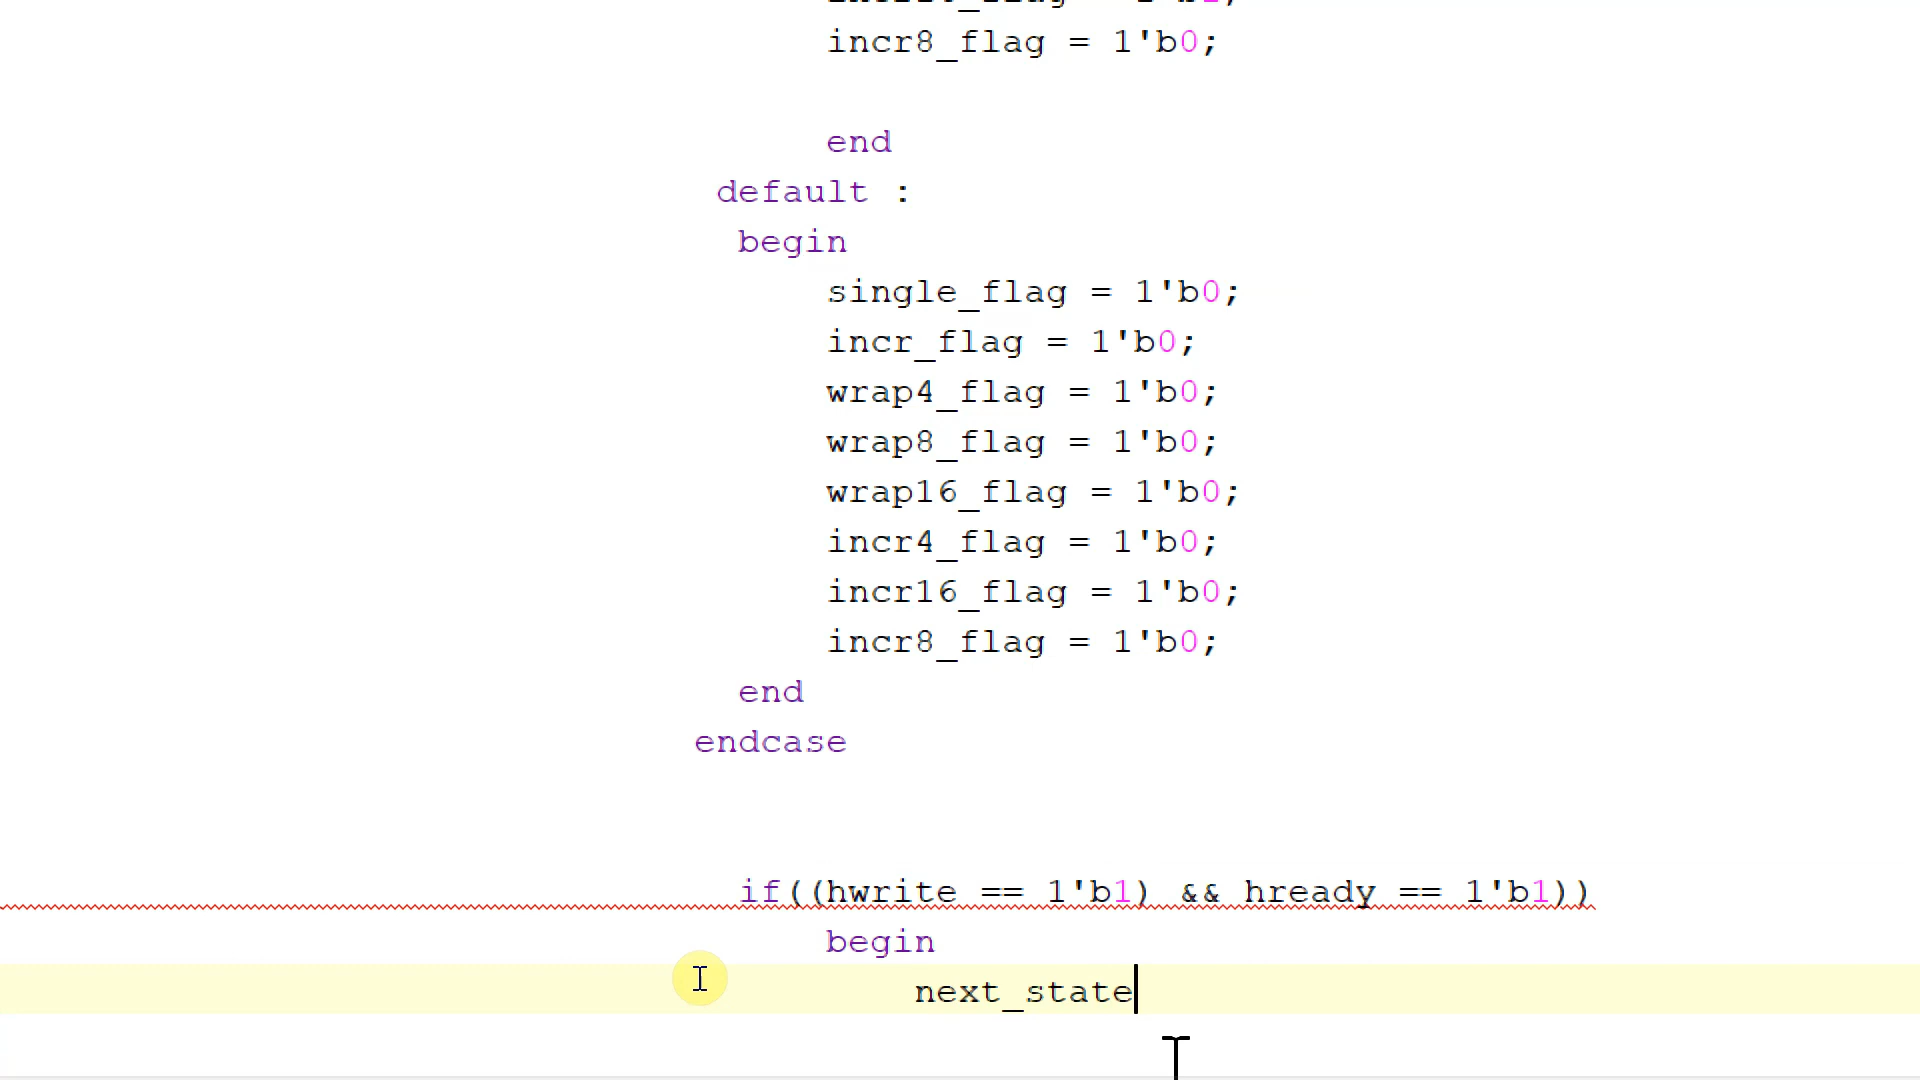 incr8_flag = 1'b0;
end
default :
begin
single_flag = 1'b0;
incr_flag = 1'b0;
wrap4_flag = 1'b0;
wrap8_flag = 1'b0;
wrap16_flag = 1'b0;
incr4_flag = 1'b0;
incr16_flag = 1'b0;
incr8_flag = 1'b0;
end
endcase
if((hwrite == 1'b1) && hready == 1'b1))
begin
next_state